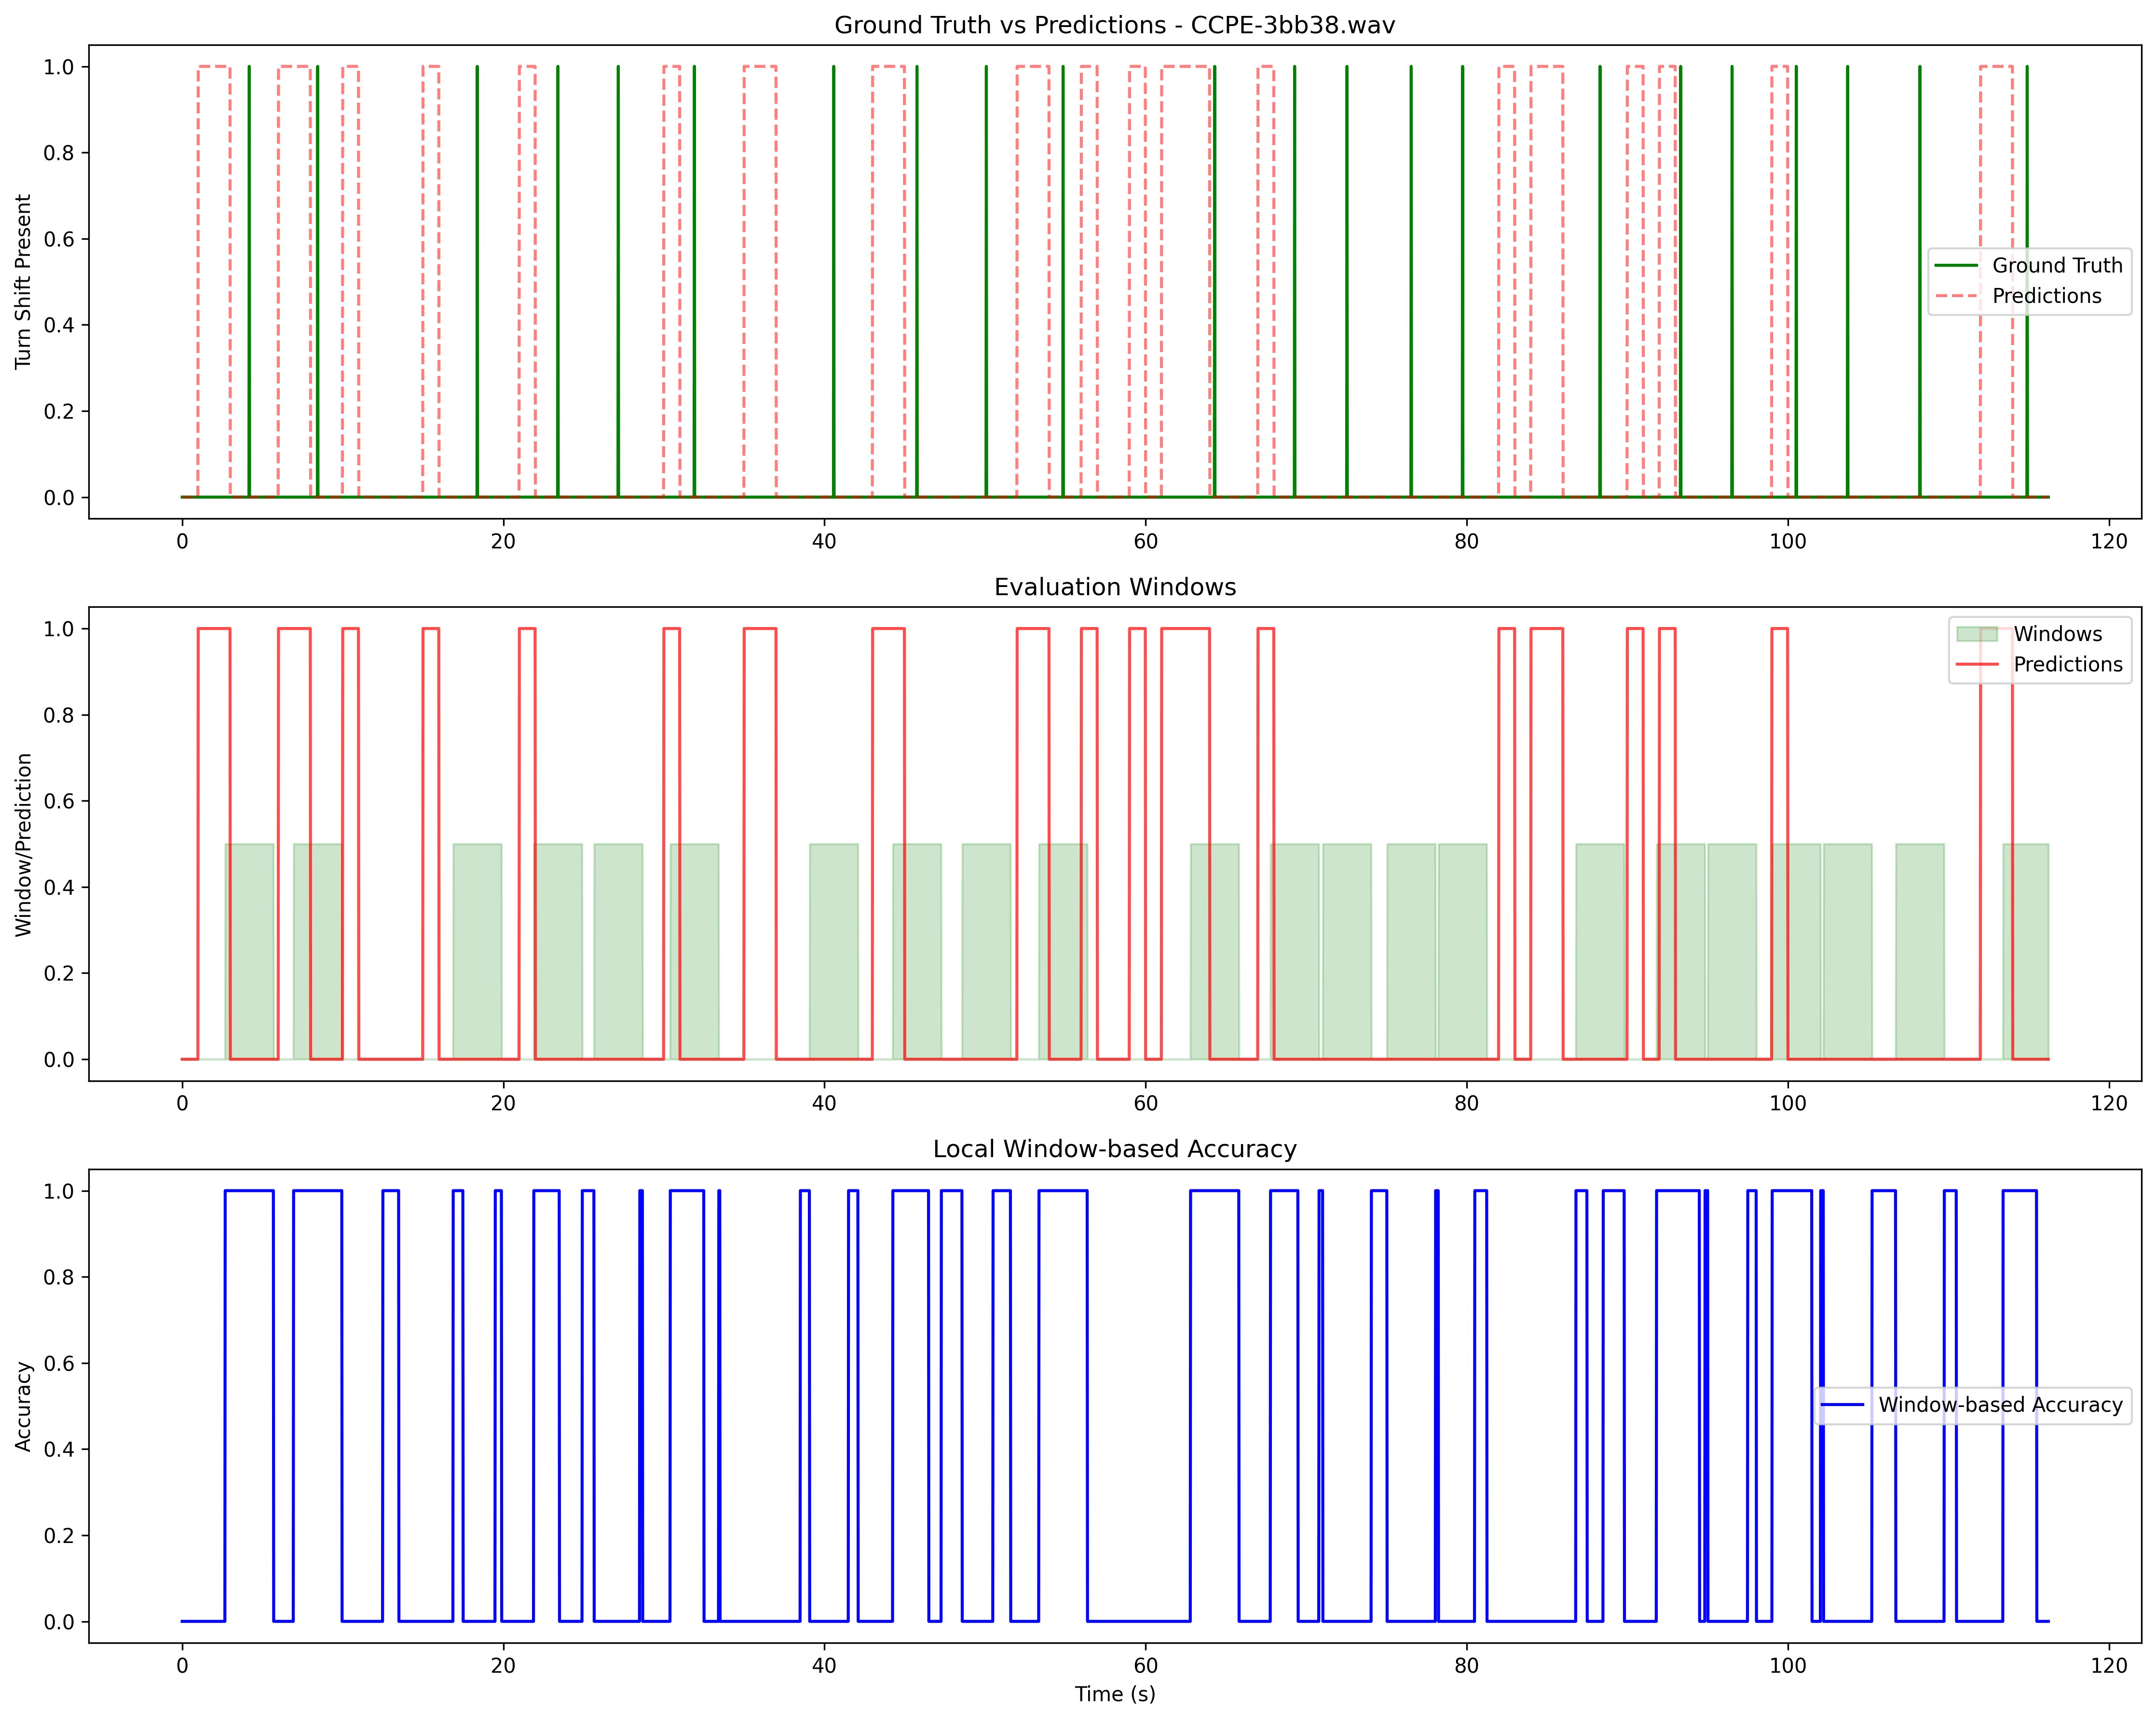 Ground Truth vs Predictions - CCPE-3bb38.wav
1.0
0.8
0.6
0.4
0.2
0.0
Turn Shift Present
Ground Truth
Predictions
0 20 40 60 80 100 120
Evaluation Windows
1.0
0.8
0.6
0.4
0.2
0.0
Window/Prediction
Windows
Predictions
0 20 40 60 80 100 120
Local Window-based Accuracy
1.0
0.8
0.6
0.4
0.2
0.0
Accuracy
Window-based Accuracy
0 20 40 60 80 100 120
Time (s)